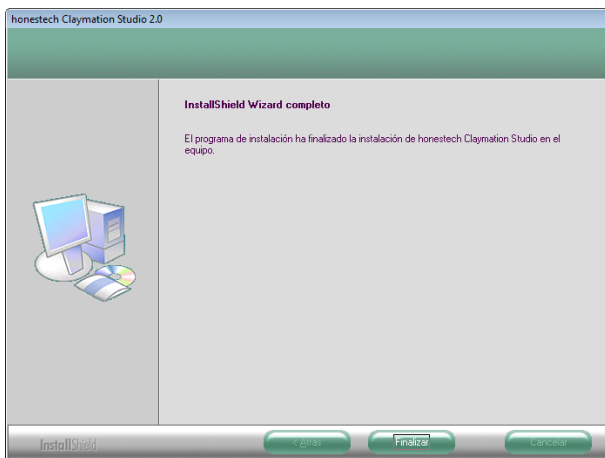 honestech Claymation Studio 2.0
InstallShield Wizard completo
El programa de instalación ha finalizado la instalación de honestech Claymation Studio en el
equipo.
InstallShield
< Atrás
Finalizar
Cancelar